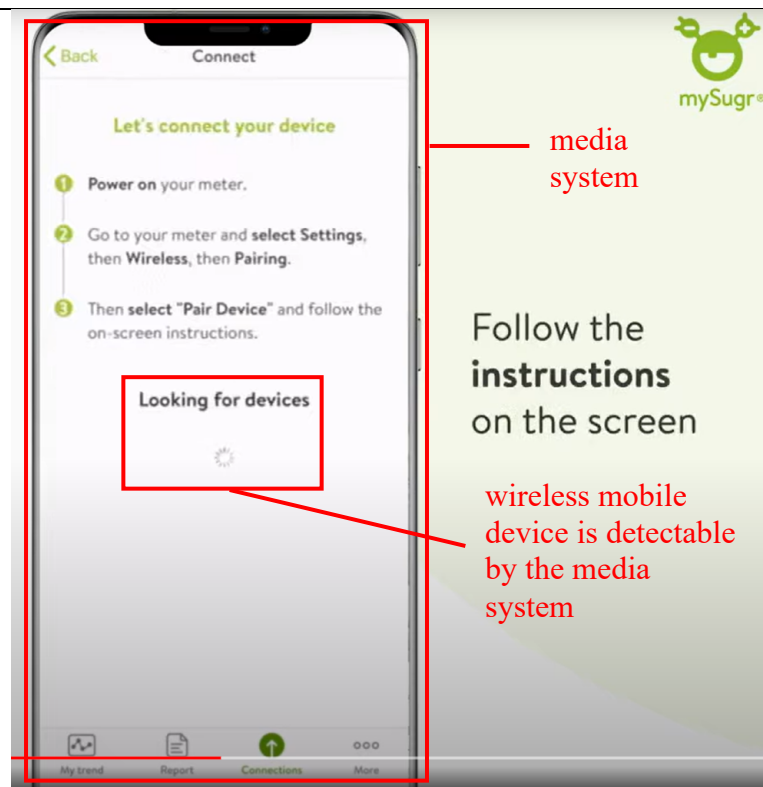 Back
Connect
mySugr®
Let's connect your device
media
system
1 Power on your meter.
2 Go to your meter and select Settings,
then Wireless, then Pairing.
3 Then select "Pair Device" and follow the
on-screen instructions.
Follow the
instructions
on the screen
Looking for devices
wireless mobile
device is detectable
by the media
system
My trend
Report
Connections
More